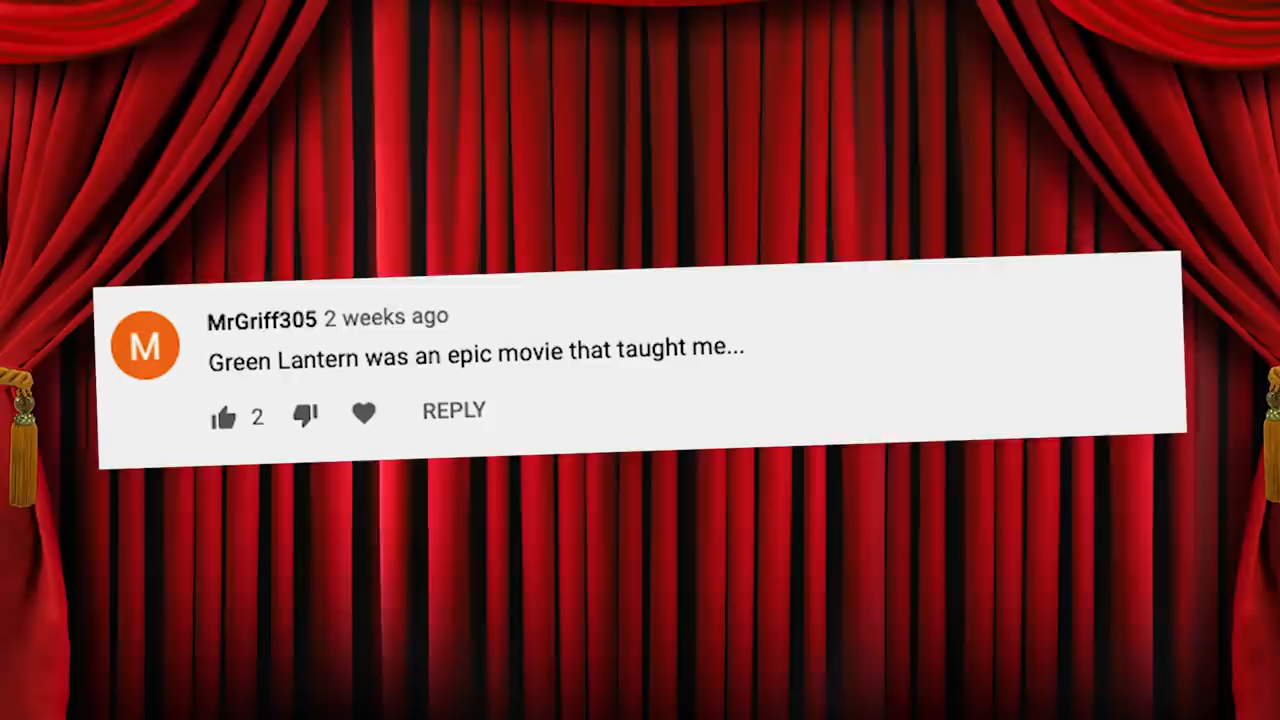 M
MrGriff305 2 weeks ago
Green Lantern was an epic movie that taught me...
2 REPLY